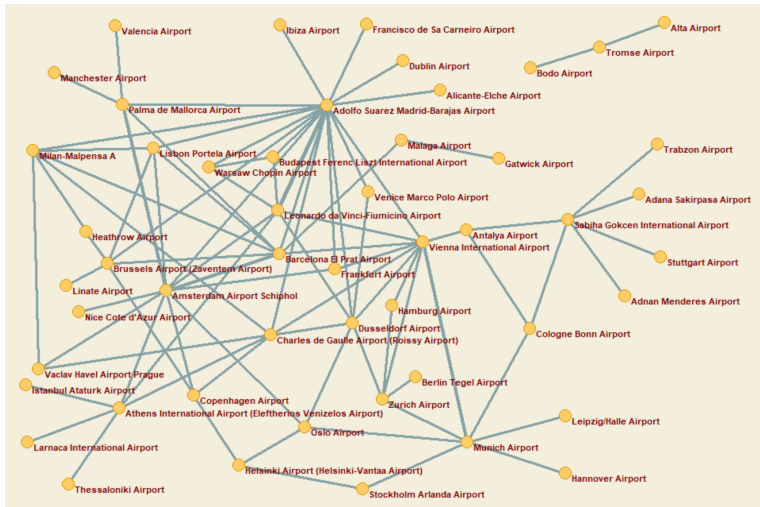 Valencia Airport
Ibiza Airport
Francisco de Sa Carneiro Airport
Alta Airport
Tromse Airport
Dublin Airport
Bodo Airport
Manchester Airport
Alicante-Elche Airport
Palma de Mallorca Airport
Adolfo Suarez Madrid-Barajas Airport
Malaga Airport
Trabzon Airport
Milan-Malpensa A
Lisbon Portela Airport
Budapest Ferenc Liszt International Airport
Gatwick Airport
Warsaw Chopin Airport
Venice Marco Polo Airport
Adana Sakirpasa Airport
Leonardo da Vinci-Fiumicino Airport
Sabiha Gokcen International Airport
Heathrow Airport
Antalya Airport
Vienna International Airport
Barcelona El Prat Airport
Stuttgart Airport
Brussels Airport (Zaventem Airport)
Frankfurt Airport
Linate Airport
Amsterdam Airport Schiphol
Adnan Menderes Airport
Nice Cote d'Azur Airport
Hamburg Airport
Dusseldorf Airport
Cologne Bonn Airport
Charles de Gaulle Airport (Roissy Airport)
Vaclav Havel Airport Prague
Berlin Tegel Airport
Istanbul Ataturk Airport
Copenhagen Airport
Zurich Airport
Athens International Airport (Eleftherios Venizelos Airport)
Leipzig/Halle Airport
Oslo Airport
Larnaca International Airport
Munich Airport
Helsinki Airport (Helsinki-Vantaa Airport)
Hannover Airport
Thessaloniki Airport
Stockholm Arlanda Airport